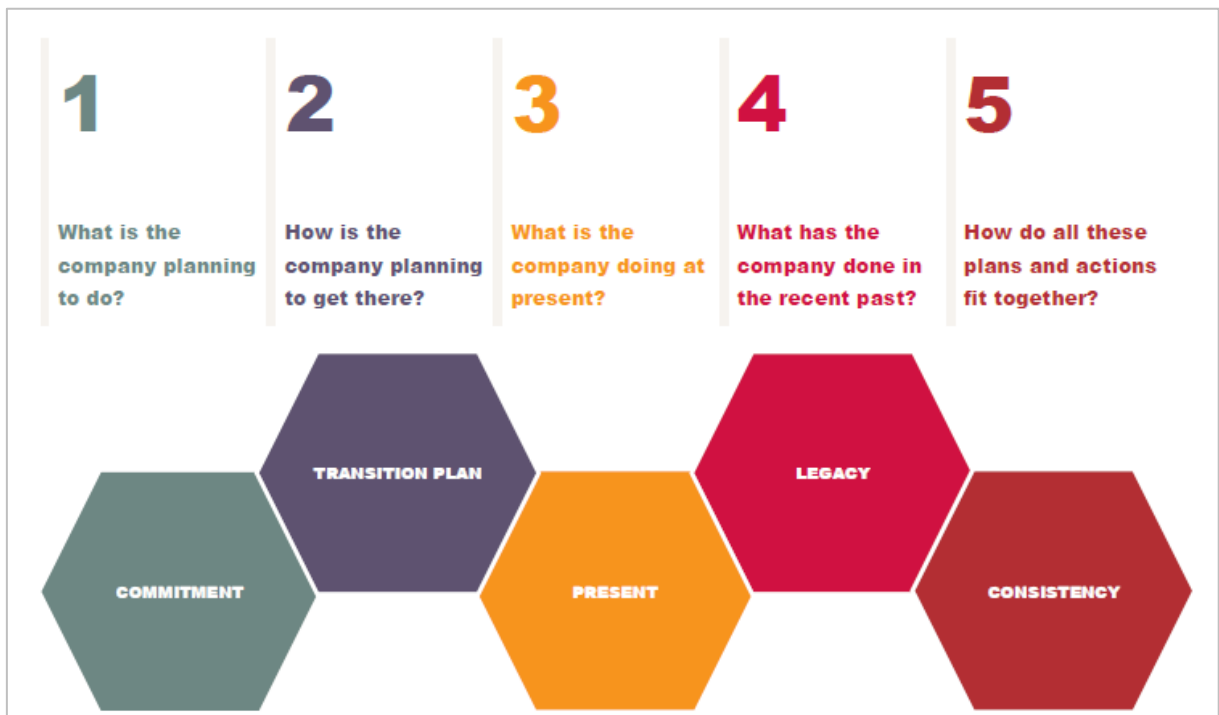 1
What is the
company planning
to do?
2
How is the
company planning
to get there?
3
What is the
company doing at
present?
4
What has the
company done in
the recent past?
5
How do all these
plans and actions
fit together?
COMMITMENT
TRANSITION PLAN
PRESENT
LEGACY
CONSISTENCY